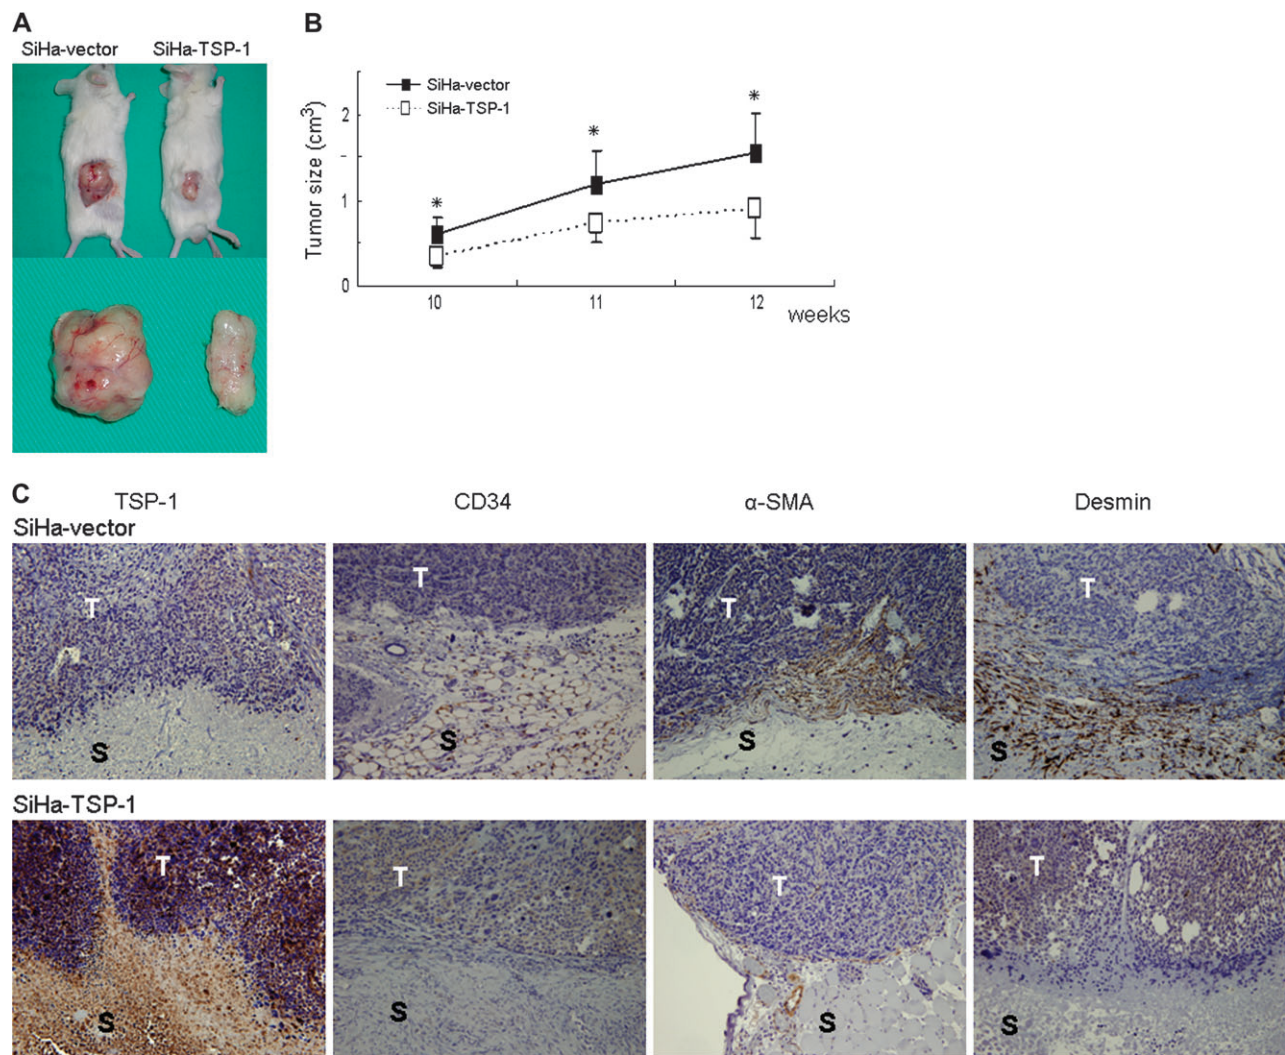 A
SiHa-vector SiHa-TSP-1
B
Tumor size (cm3)
SiHa-vector
SiHa-TSP-1
2
1
0
* * *
10 11 12
weeks
C
TSP-1 CD34 α-SMA Desmin
SiHa-vector
T T T T
S S S S
SiHa-TSP-1
T T T T
S S S S